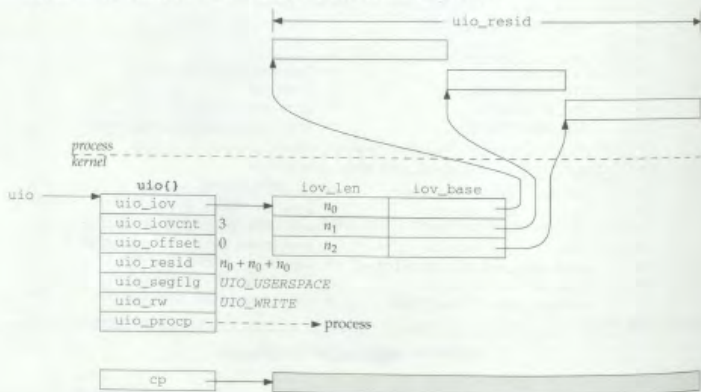 uio_resid
process
kernel
uio uio{} iov_len iov_base
uio_iov n0
uio_iovcnt 3 n1
uio_offset 0 n2
uio_resid n0 + n0 + n0
uio_segflg UIO_USERSPACE
uio_rw UIO_WRITE
uio_procp process
cp